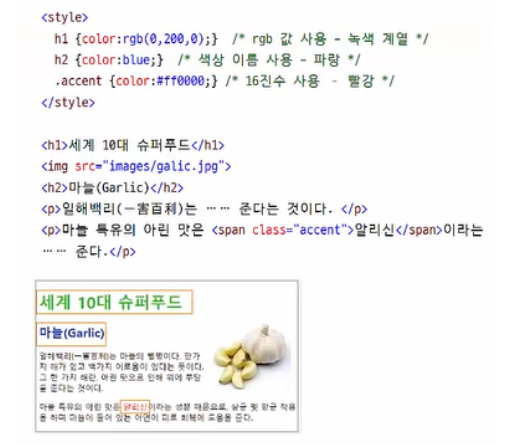 <style>
h1 {color:rgb(0,200,0);} /* rgb 값 사용 - 녹색 계열 */
h2 {color:blue;} /* 색상 이름 사용 - 파랑 */
.accent {color:#ff0000;} /* 16진수 사용 - 빨강 */
</style>
<h1>세계 10대 슈퍼푸드</h1>
<img src="images/galic.jpg">
<h2>마늘(Garlic)</h2>
<p>일해백리(一害百利)는 …… 준다는 것이다. </p>
<p>마늘 특유의 아린 맛은 <span class="accent">알리신</span>이라는
…… 준다.</p>
세계 10대 슈퍼푸드
마늘(Garlic)
일해백리(一害百利)는 마늘의 별명이다. 한가
지 해가 있고 백가지 이로움이 있다는 뜻이다.
그 한 가지 해란, 아린 맛으로 인해 위에 부담
을 준다는 것이다.
마늘 특유의 아린 맛은 알리신이라는 성분 때문으로, 살균 및 항균 작용
을 하며 마늘에 들어 있는 아연이 피로 회복에 도움을 준다.